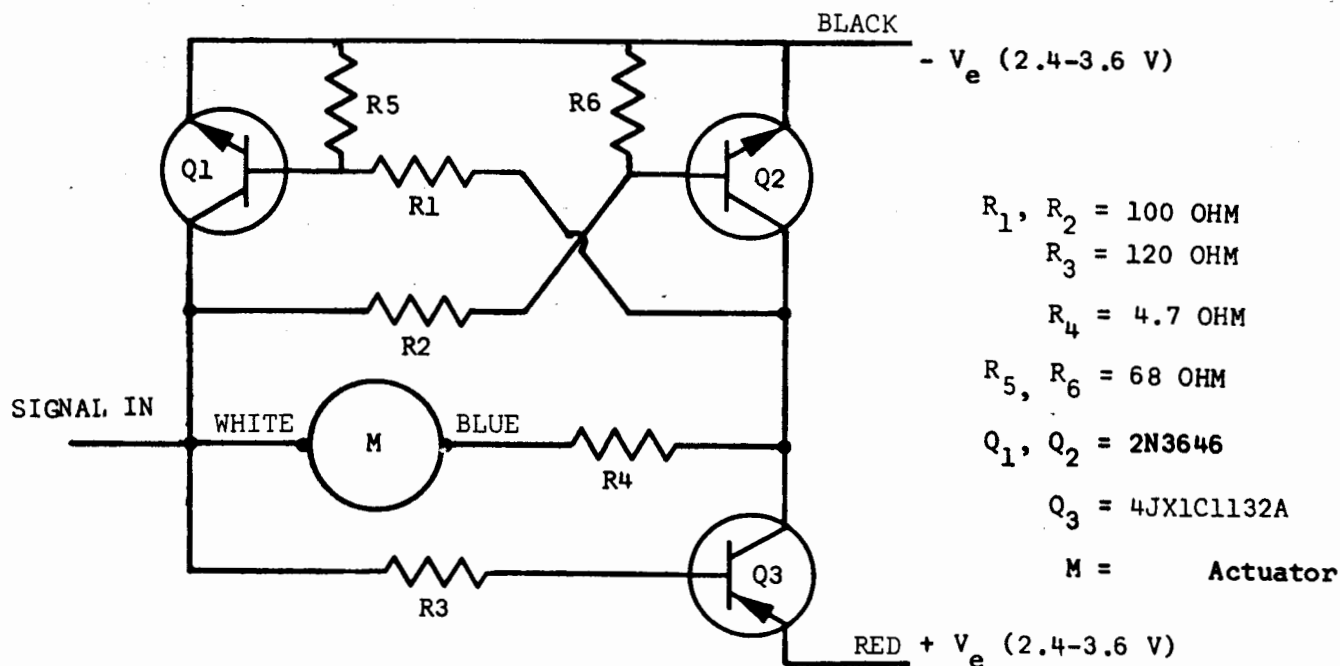 BLACK
- Ve (2.4-3.6 V)
R5
R6
Q1
Q2
R1
R1, R2 = 100 OHM
R3 = 120 OHM
R2
R4 = 4.7 OHM
R5, R6 = 68 OHM
SIGNAL IN
WHITE
M
BLUE
R4
Q1, Q2 = 2N3646
Q3 = 4JX1C1132A
R3
Q3
M = Actuator
RED + Ve (2.4-3.6 V)